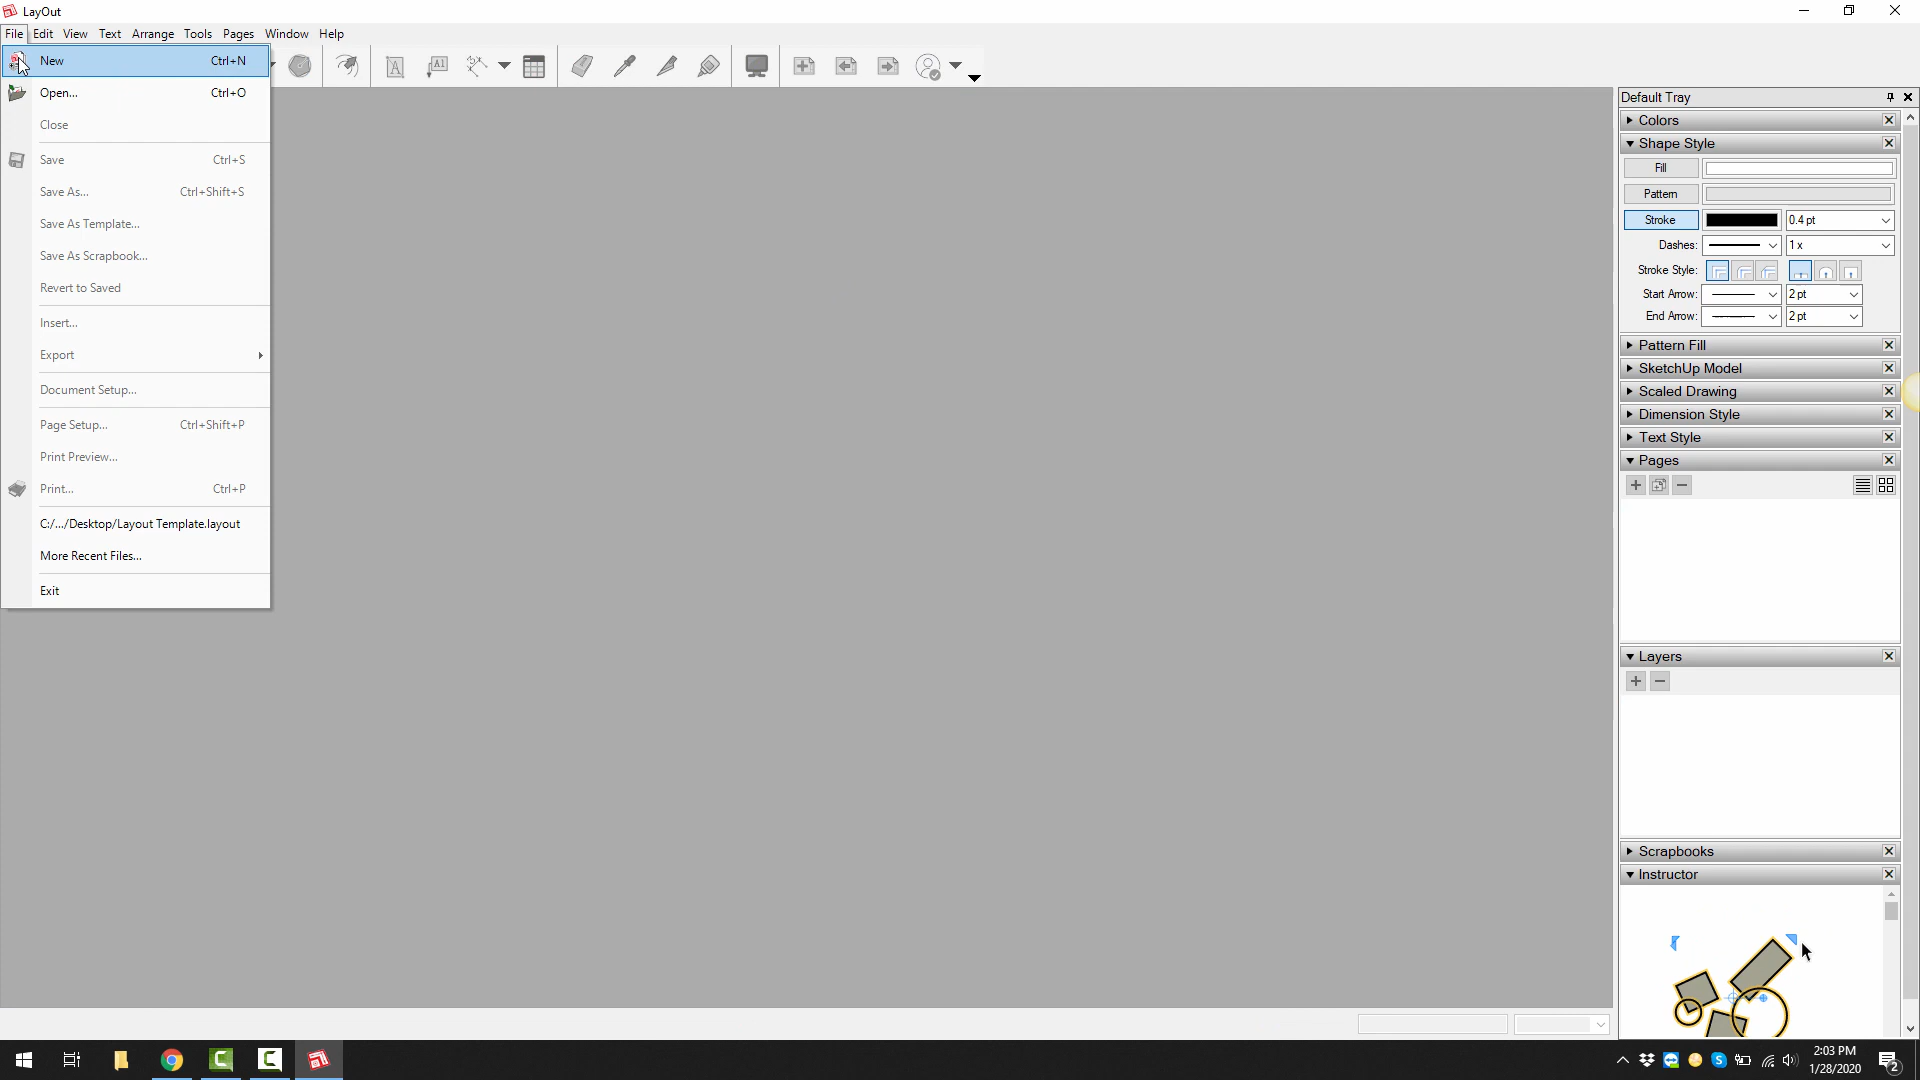 LayOut
File Edit View Text Arrange Tools Pages Window Help
New Ctrl+N
Open... Ctrl+O
Close
Save Ctrl+S
Save As... Ctrl+Shift+S
Save As Template...
Save As Scrapbook...
Revert to Saved
Insert...
Export
Document Setup...
Page Setup... Ctrl+Shift+P
Print Preview...
Print... Ctrl+P
C:/.../Desktop/Layout Template.layout
More Recent Files...
Exit
Default Tray
Colors
Shape Style
Fill
Pattern
Stroke 0.4 pt
Dashes: 1 x
Stroke Style:
Start Arrow: 2 pt
End Arrow: 2 pt
Pattern Fill
SketchUp Model
Scaled Drawing
Dimension Style
Text Style
Pages
Layers
Scrapbooks
Instructor
2:03 PM
1/28/2020
2